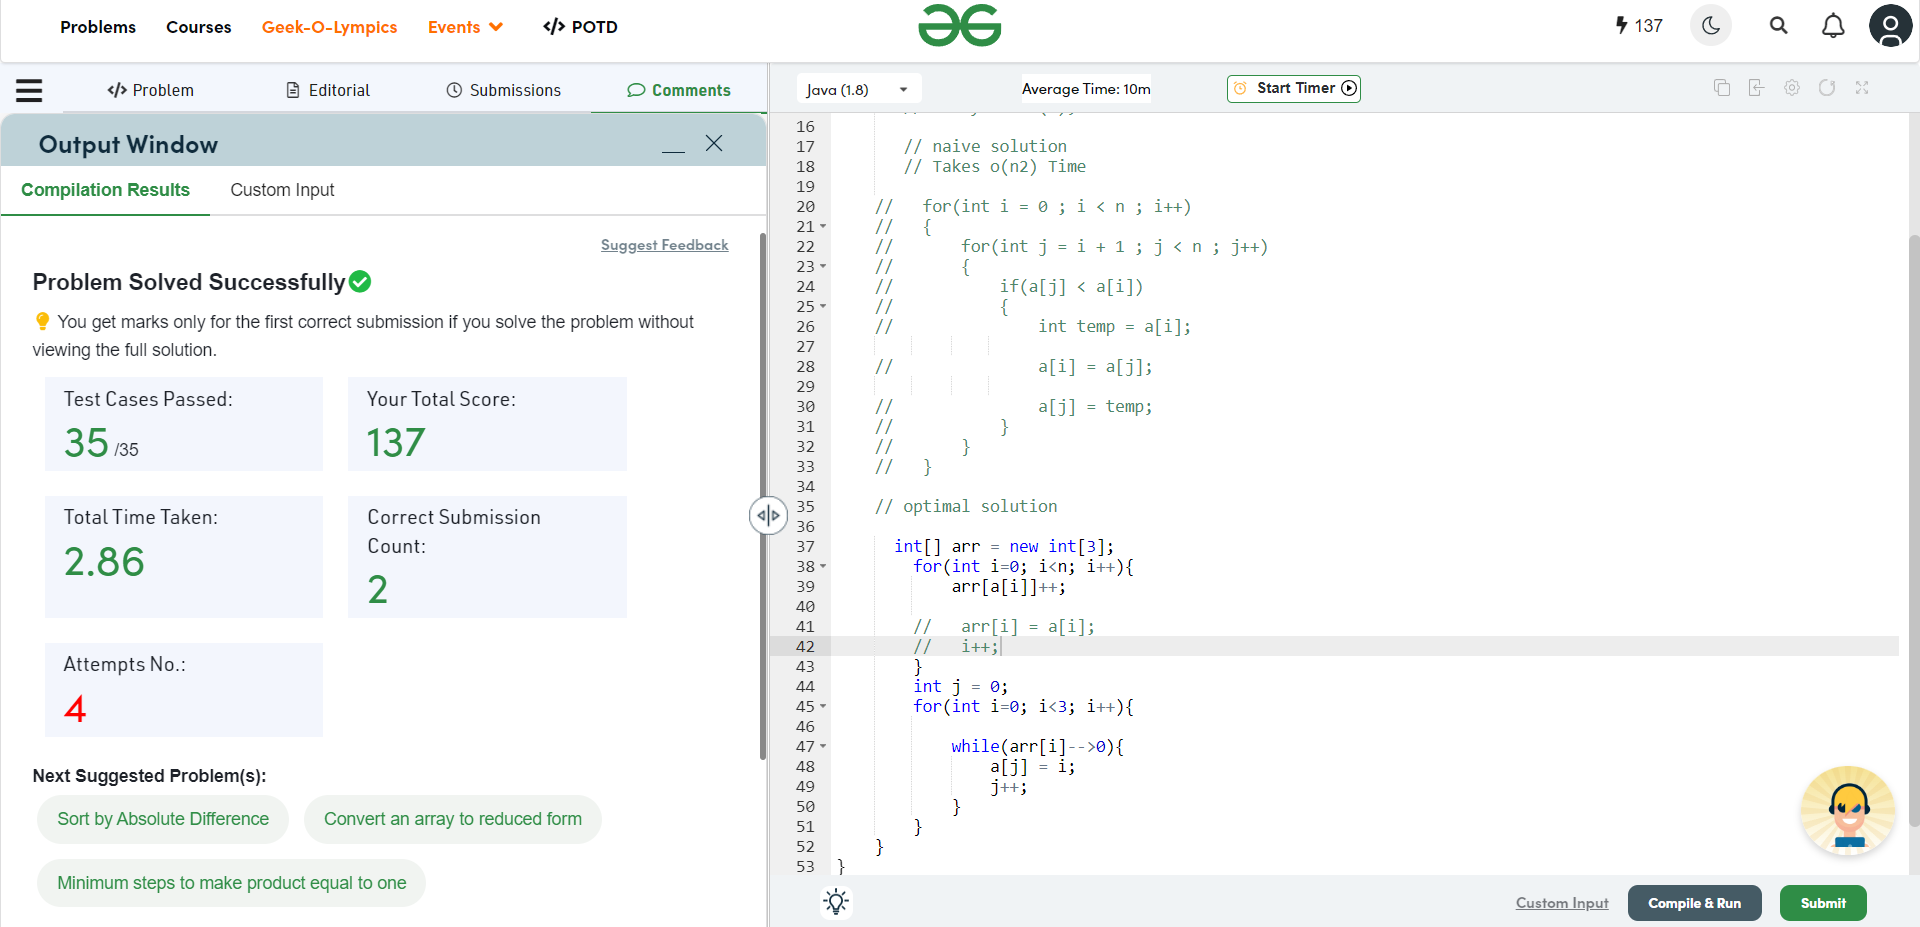 Problems Courses Geek-O-Lympics Events </> POTD
137
</> Problem Editorial Submissions Comments
Java (1.8) Average Time: 10m Start Timer
Output Window
Compilation Results Custom Input
Suggest Feedback
Problem Solved Successfully
You get marks only for the first correct submission if you solve the problem without
viewing the full solution.
Test Cases Passed:
35 /35
Your Total Score:
137
Total Time Taken:
2.86
Correct Submission
Count:
2
Attempts No.:
4
Next Suggested Problem(s):
Sort by Absolute Difference
Convert an array to reduced form
Minimum steps to make product equal to one
16
17 // naive solution
18 // Takes o(n2) Time
19
20 // for(int i = 0 ; i < n ; i++)
21 // {
22 // for(int j = i + 1 ; j < n ; j++)
23 // {
24 // if(a[j] < a[i])
25 // {
26 // int temp = a[i];
27
28 // a[i] = a[j];
29
30 // a[j] = temp;
31 // }
32 // }
33 // }
34
35 // optimal solution
36
37 int[] arr = new int[3];
38 for(int i=0; i<n; i++){
39 arr[a[i]]++;
40
41 // arr[i] = a[i];
42 // i++;
43 }
44 int j = 0;
45 for(int i=0; i<3; i++){
46
47 while(arr[i]-->0){
48 a[j] = i;
49 j++;
50 }
51 }
52 }
53 }
Custom Input Compile & Run Submit